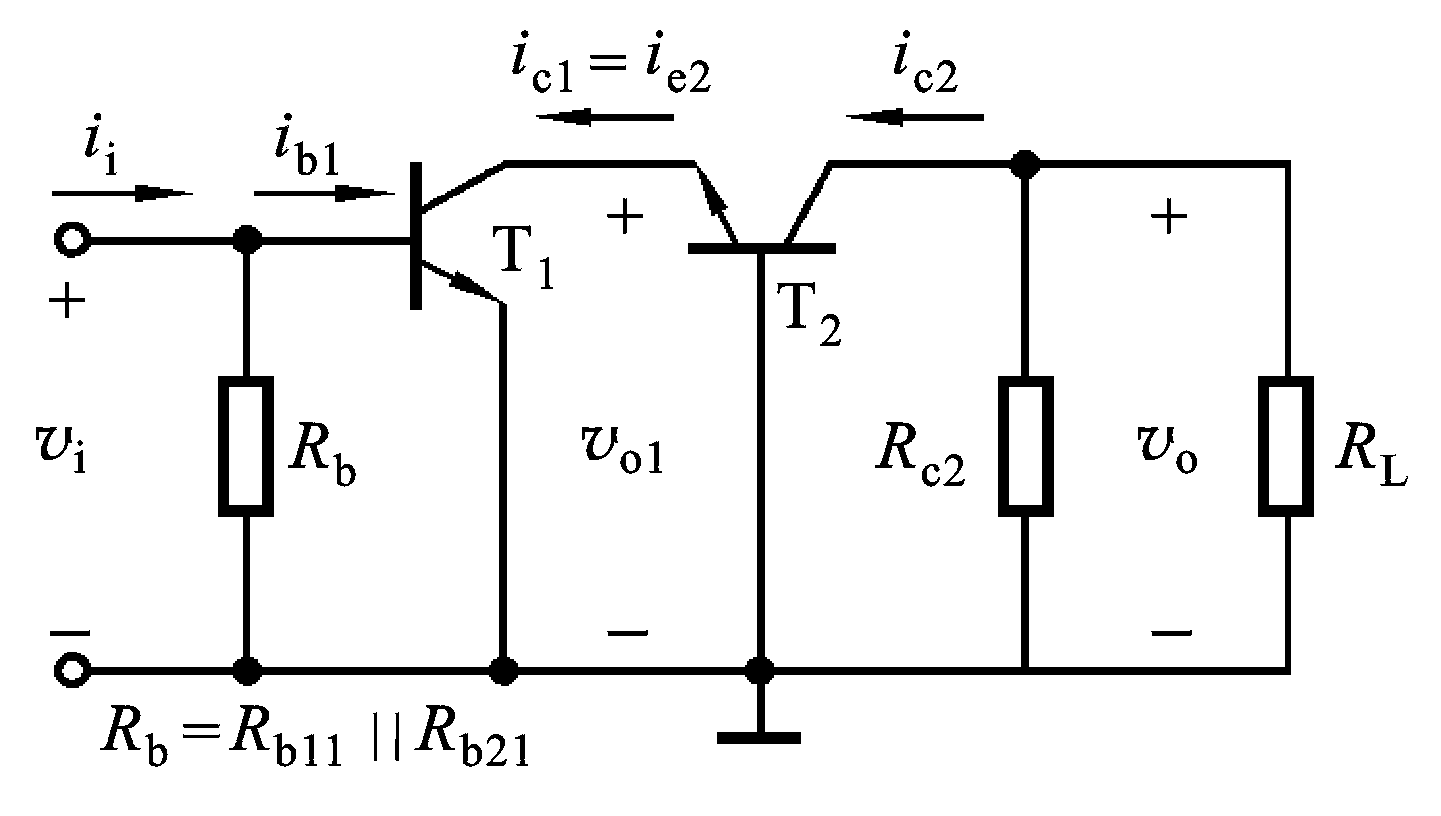 i_c1 = i_e2
i_c2
i_i
i_b1
+
+
+
T_1
T_2
v_i
R_b
v_o1
R_c2
v_o
R_L
−
−
−
R_b = R_b11 || R_b21